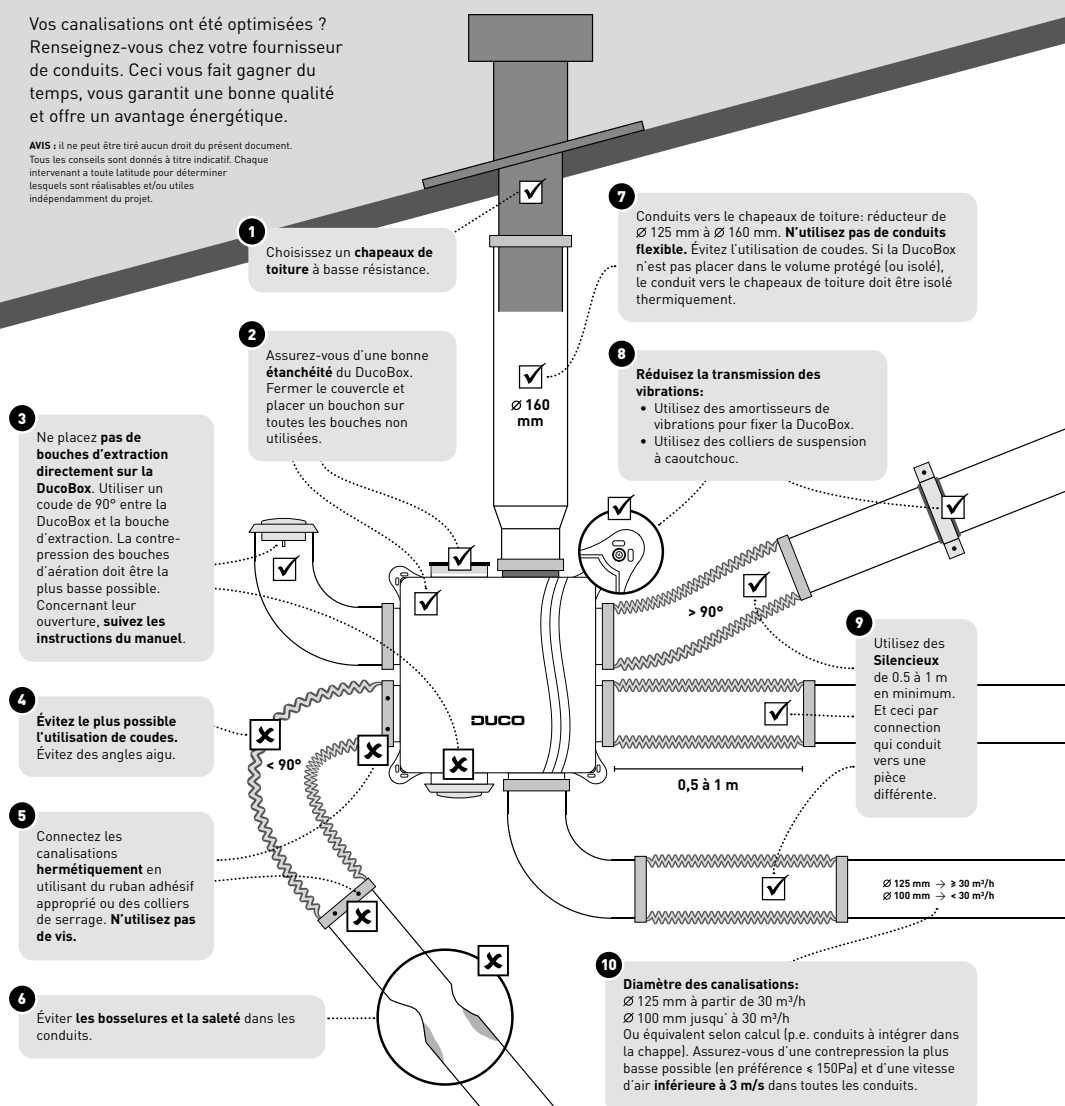 Vos canalisations ont été optimisées ?
Renseignez-vous chez votre fournisseur
de conduits. Ceci vous fait gagner du
temps, vous garantit une bonne qualité
et offre un avantage énergétique.
AVIS : il ne peut être tiré aucun droit du présent document.
Tous les conseils sont donnés à titre indicatif. Chaque
intervenant a toute latitude pour déterminer
lesquels sont réalisables et/ou utiles
indépendamment du projet.
1
Choisissez un chapeaux de
toiture à basse résistance.
2
Assurez-vous d'une bonne
étanchéité du DucoBox.
Fermer le couvercle et
placer un bouchon sur
toutes les bouches non
utilisées.
3
Ne placez pas de
bouches d'extraction
directement sur la
DucoBox. Utiliser un
coude de 90° entre la
DucoBox et la bouche
d'extraction. La contre-
pression des bouches
d'aération doit être la
plus basse possible.
Concernant leur
ouverture, suivez les
instructions du manuel.
4
Évitez le plus possible
l'utilisation de coudes.
Évitez des angles aigu.
5
Connectez les
canalisations
hermétiquement en
utilisant du ruban adhésif
approprié ou des colliers
de serrage. N'utilisez pas
de vis.
6
Éviter les bosselures et la saleté dans les
conduits.
7
Conduits vers le chapeaux de toiture: réducteur de
Ø 125 mm à Ø 160 mm. N'utilisez pas de conduits
flexible. Évitez l'utilisation de coudes. Si la DucoBox
n'est pas placer dans le volume protégé (ou isolé),
le conduit vers le chapeaux de toiture doit être isolé
thermiquement.
8
Réduisez la transmission des
vibrations:
• Utilisez des amortisseurs de
vibrations pour fixer la DucoBox.
• Utilisez des colliers de suspension
à caoutchouc.
9
Utilisez des
Silencieux
de 0.5 à 1 m
en minimum.
Et ceci par
connection
qui conduit
vers une
pièce
différente.
10
Diamètre des canalisations:
Ø 125 mm à partir de 30 m³/h
Ø 100 mm jusqu' à 30 m³/h
Ou équivalent selon calcul (p.e. conduits à intégrer dans
la chappe). Assurez-vous d'une contrepression la plus
basse possible (en préférence ≤ 150Pa) et d'une vitesse
d'air inférieure à 3 m/s dans toutes les conduits.
Ø 160
mm
> 90°
< 90°
DUCO
0,5 à 1 m
Ø 125 mm → ≥ 30 m³/h
Ø 100 mm → < 30 m³/h